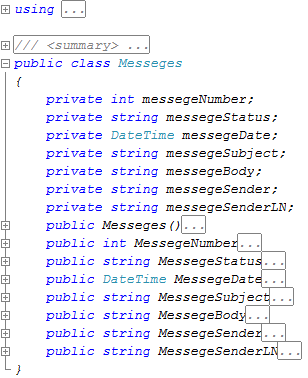 using ...
/// <summary> ...
public class Messeges
{
private int messegeNumber;
private string messegeStatus;
private DateTime messegeDate;
private string messegeSubject;
private string messegeBody;
private string messegeSender;
private string messegeSenderLN;
public Messeges()...
public int MessegeNumber...
public string MessegeStatus...
public DateTime MessegeDate...
public string MessegeSubject...
public string MessegeBody...
public string MessegeSender...
public string MessegeSenderLN...
}